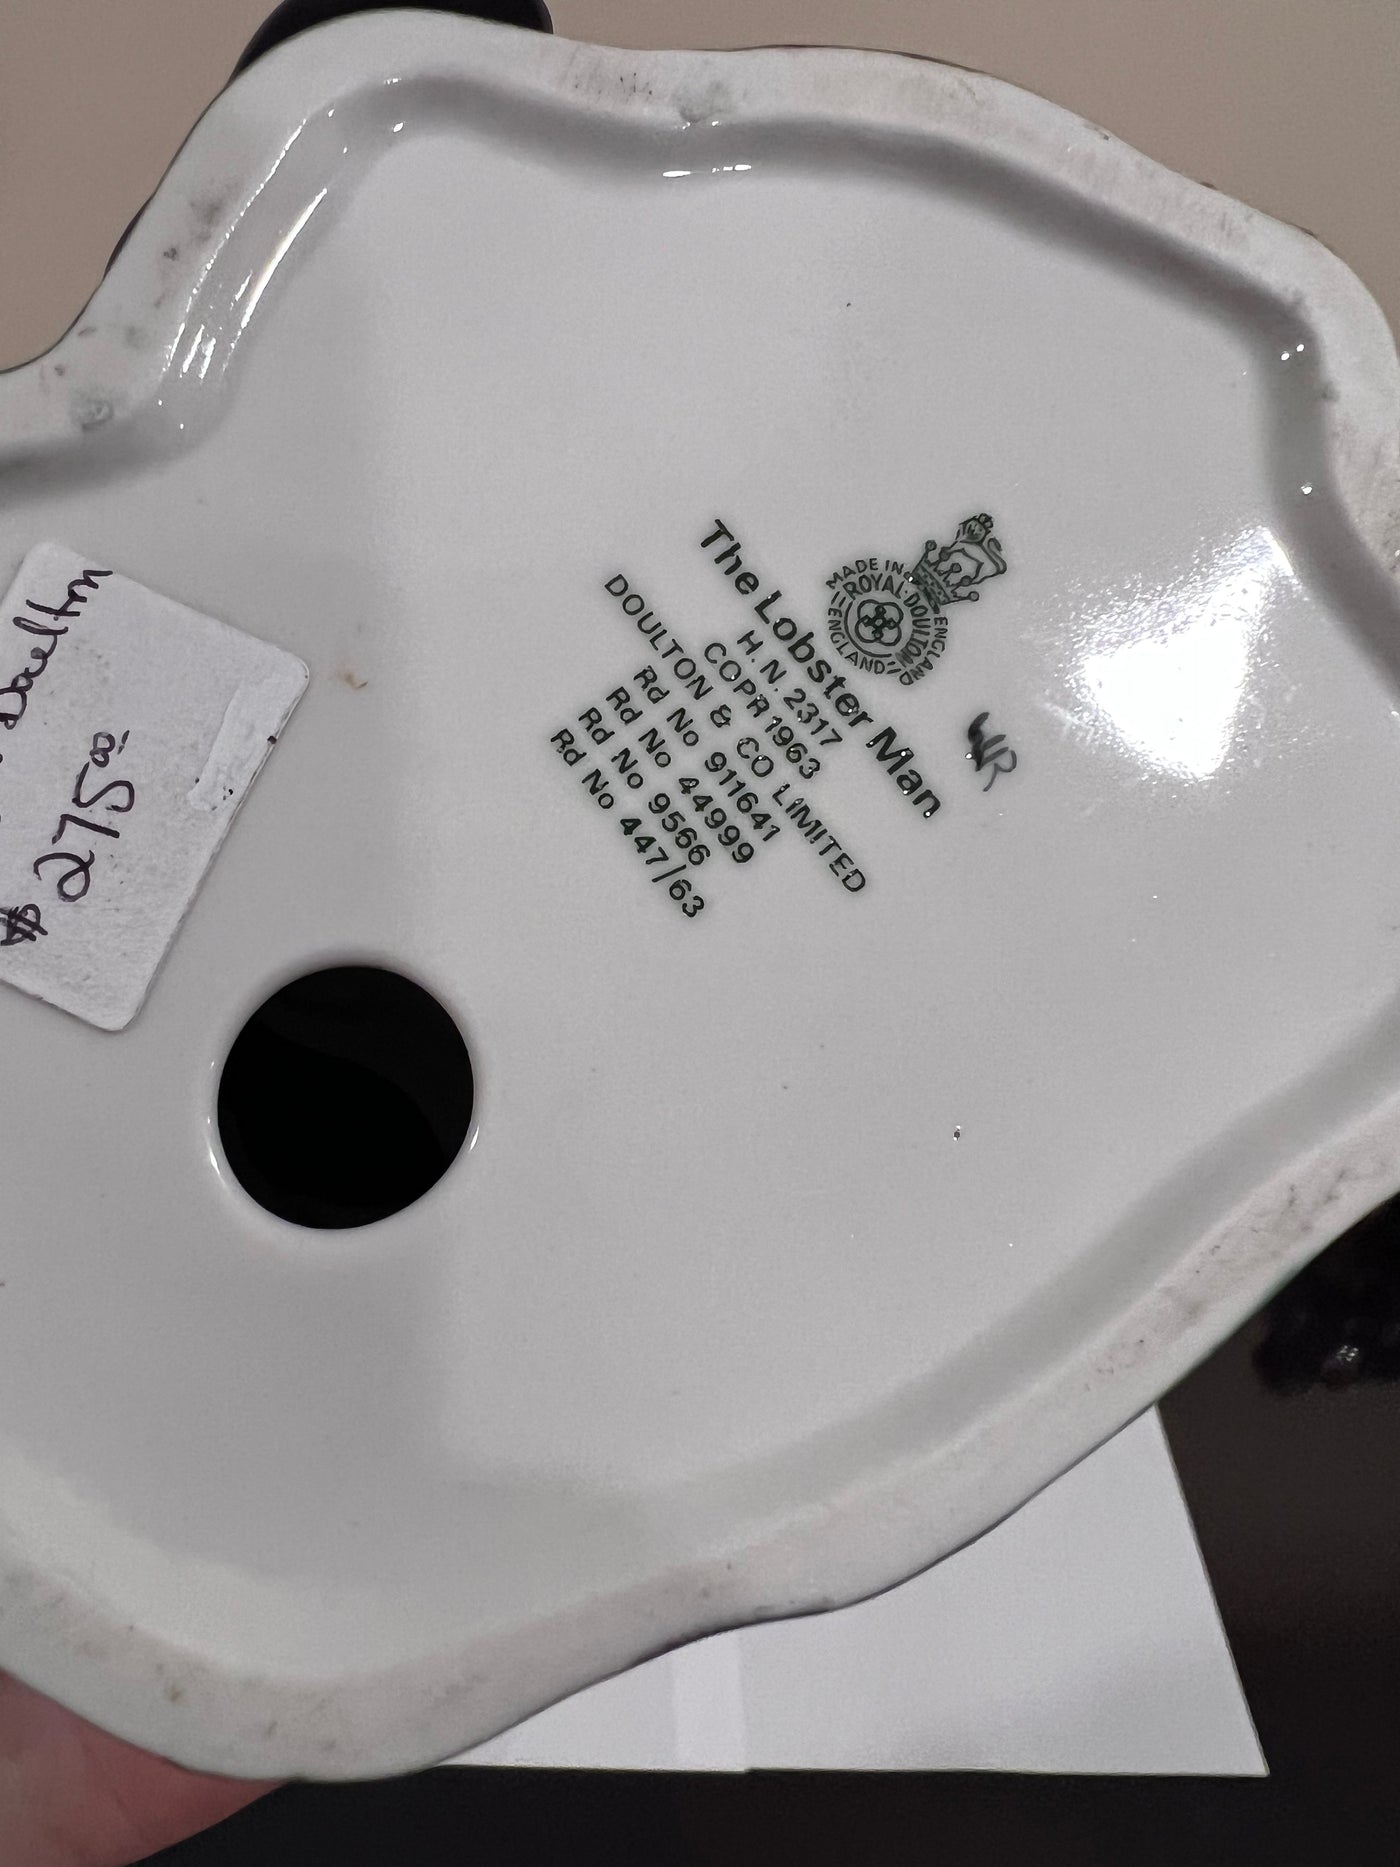 MADE IN ENGLAND
ROYAL·DOULTON
ENGLAND
The Lobster Man
H. N. 2317
COPR 1963
DOULTON & CO LIMITED
Rd No 911641
Rd No 44999
Rd No 9566
Rd No 447/63
Doulton
$ 275.00